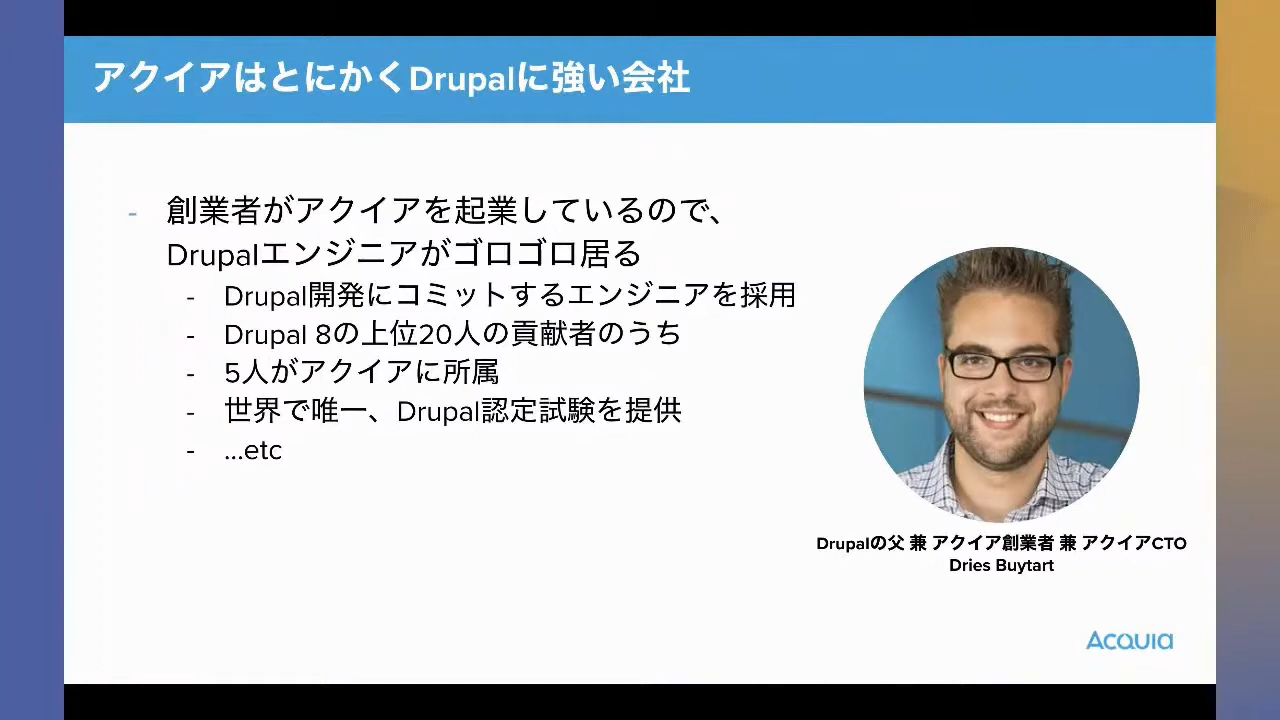 アクイアはとにかくDrupalに強い会社
- 創業者がアクイアを起業しているので、
Drupalエンジニアがゴロゴロ居る
- Drupal開発にコミットするエンジニアを採用
- Drupal 8の上位20人の貢献者のうち
- 5人がアクイアに所属
- 世界で唯一、Drupal認定試験を提供
- ...etc
Drupalの父 兼 アクイア創業者 兼 アクイアCTO
Dries Buytart
Acquia